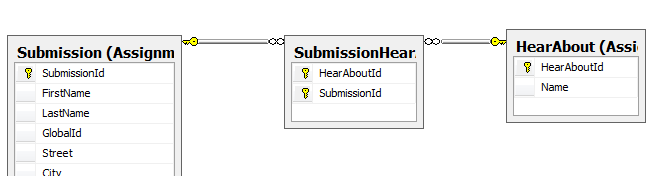 Submission (Assignm
SubmissionId
FirstName
LastName
GlobalId
Street
City
SubmissionHear
HearAboutId
SubmissionId
HearAbout (Assi
HearAboutId
Name